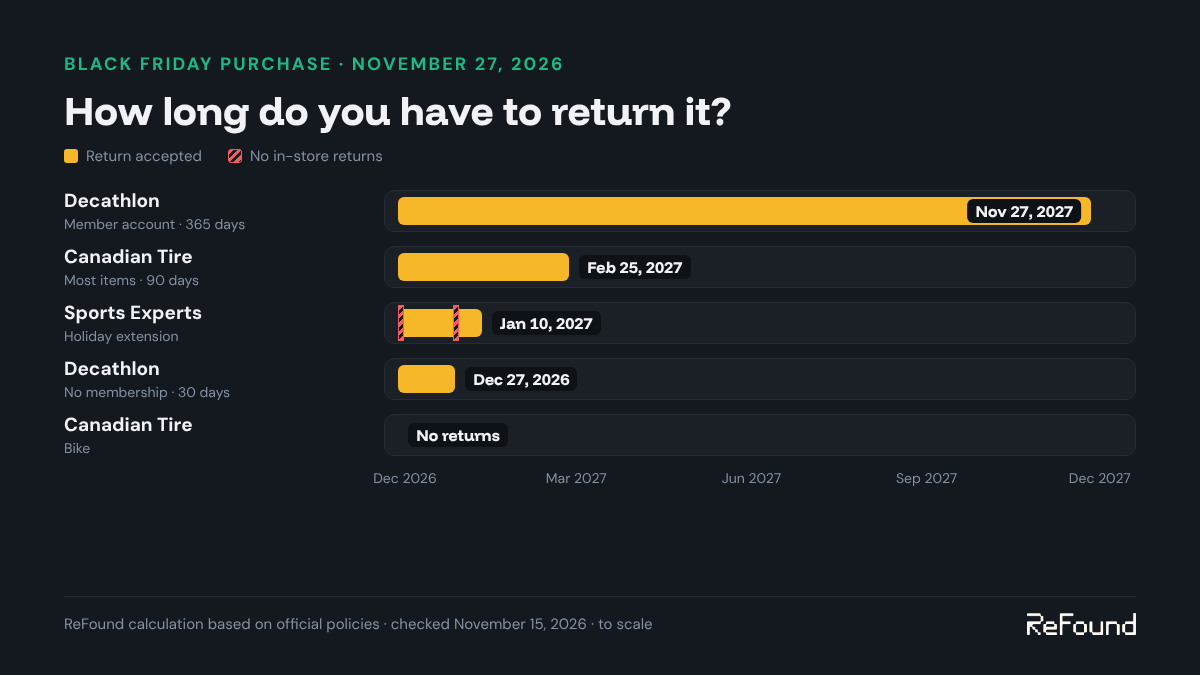 BLACK FRIDAY PURCHASE · NOVEMBER 27, 2026
How long do you have to return it?
Return accepted
No in-store returns
Decathlon
Member account · 365 days
Nov 27, 2027
Canadian Tire
Most items · 90 days
Feb 25, 2027
Sports Experts
Holiday extension
Jan 10, 2027
Decathlon
No membership · 30 days
Dec 27, 2026
Canadian Tire
Bike
No returns
Dec 2026 Mar 2027 Jun 2027 Sep 2027 Dec 2027
ReFound calculation based on official policies · checked November 15, 2026 · to scale
ReFound